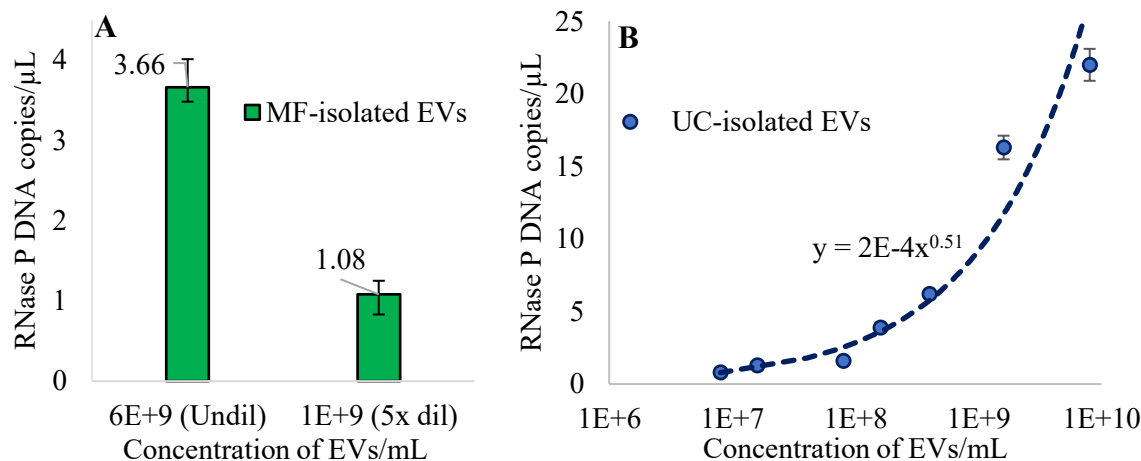 A
RNase P DNA copies/µL
4
3
2
1
0
3.66
1.08
MF-isolated EVs
6E+9 (Undil)
1E+9 (5x dil)
Concentration of EVs/mL
B
RNase P DNA copies/µL
25
20
15
10
5
0
UC-isolated EVs
y = 2E-4x^0.51
1E+6
1E+7
1E+8
1E+9
1E+10
Concentration of EVs/mL